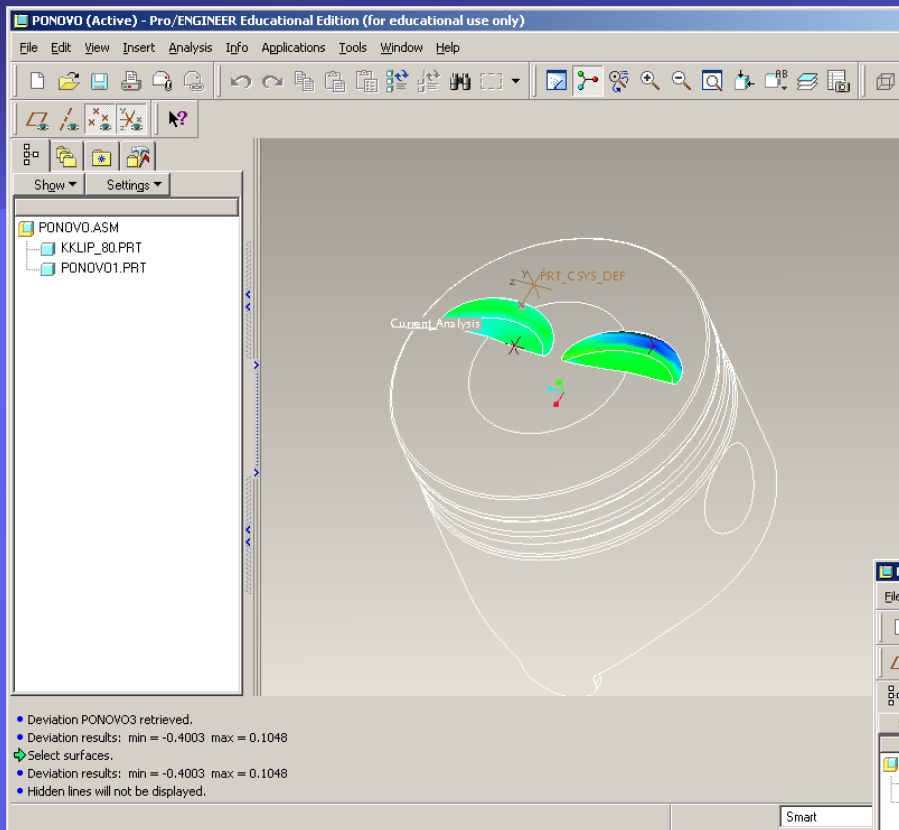 PONOVO (Active) - Pro/ENGINEER Educational Edition (for educational use only)
File Edit View Insert Analysis Info Applications Tools Window Help
Show Settings
PONOVO.ASM
KKLIP_80.PRT
PONOVO1.PRT
Y
Z PRT_CSYS_DEF
Current_Analysis
X
Deviation PONOVO3 retrieved.
Deviation results: min = -0.4003 max = 0.1048
Select surfaces.
Deviation results: min = -0.4003 max = 0.1048
Hidden lines will not be displayed.
Smart
File